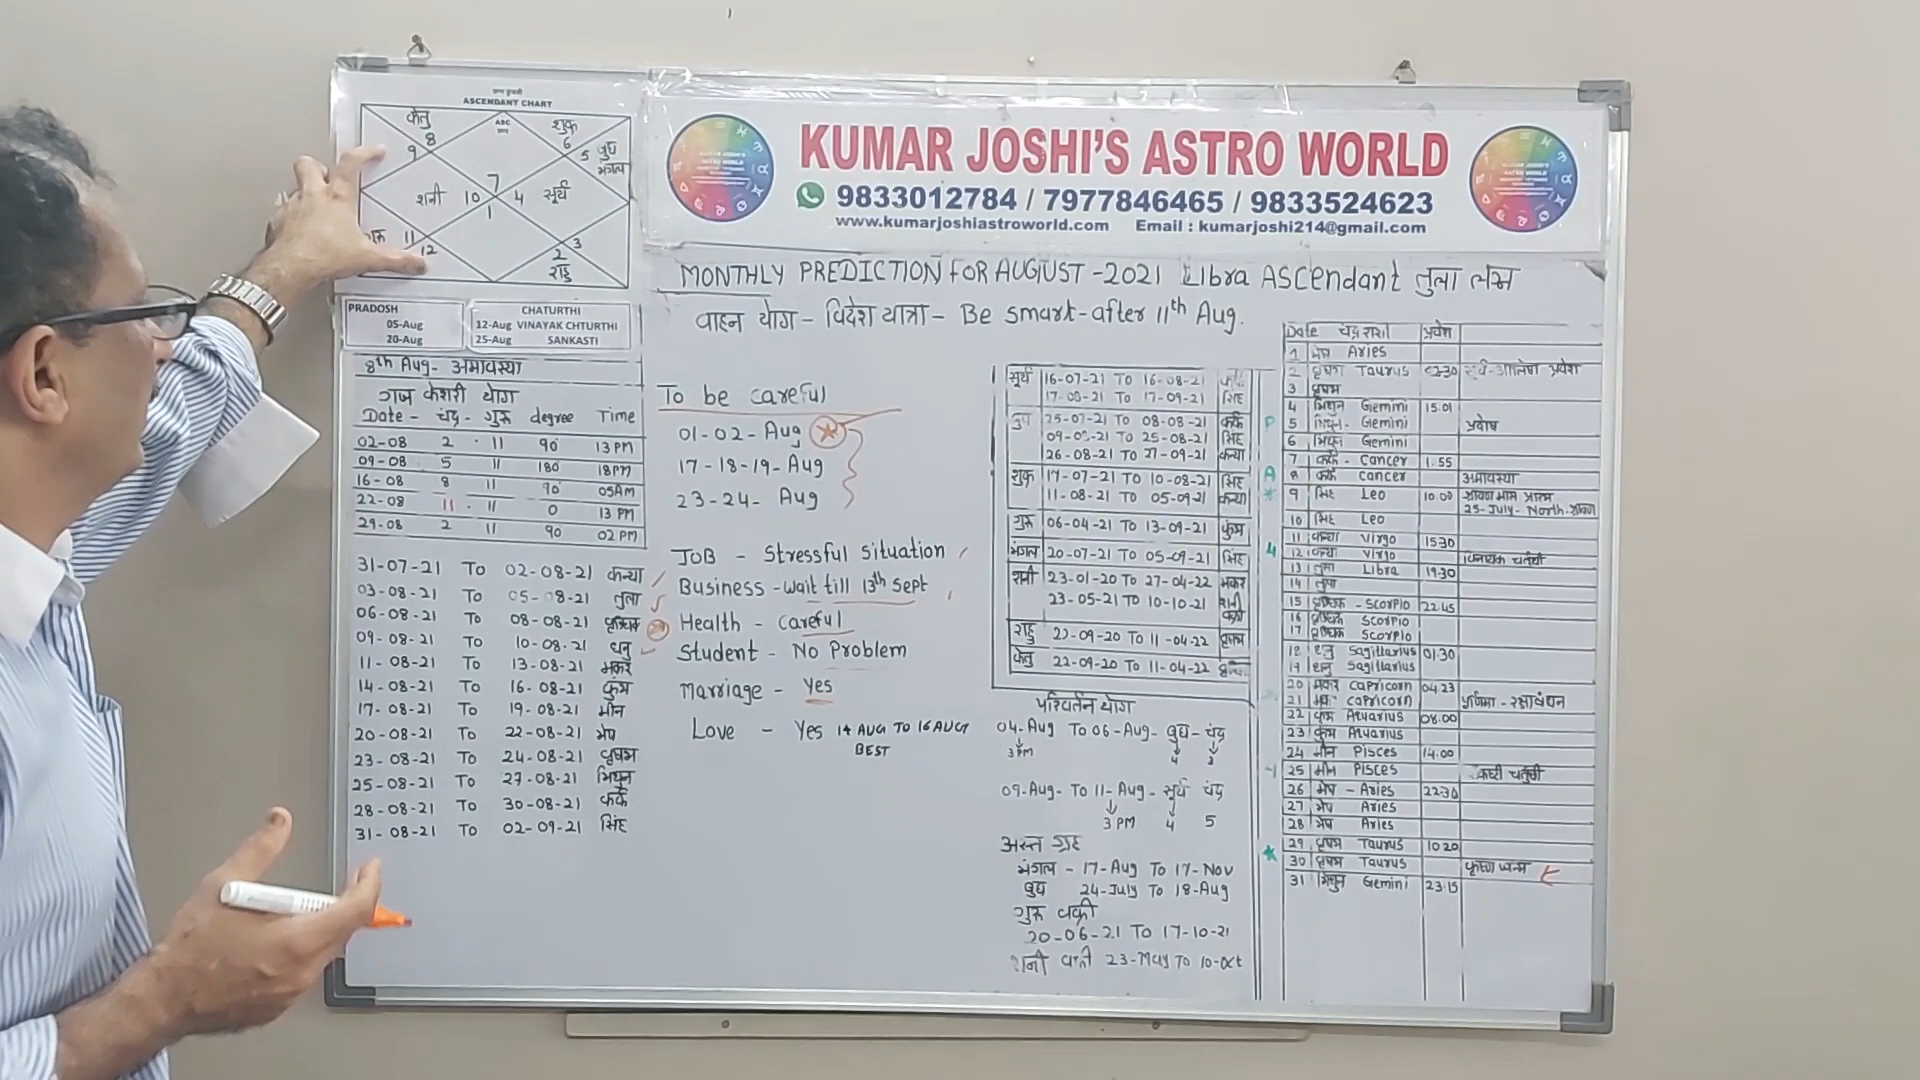 ASCENDANT CHART
ASC
लग्न
केतु
8
9
शुक्र
6
5 बुध
मंगल
शनी 10
7
4 सूर्य
1
11
12
3
2
राहु
KUMAR JOSHI'S ASTRO WORLD
9833012784 / 7977846465 / 9833524623
www.kumarjoshiastroworld.com Email : kumarjoshi214@gmail.com
MONTHLY PREDICTION FOR AUGUST -2021 Libra ASCendant तुला लग्न
वाहन योग - विदेश यात्रा - Be smart - after 11th Aug.
PRADOSH
05-Aug
20-Aug
CHATURTHI
12-Aug VINAYAK CHTURTHI
25-Aug SANKASTI
8th Aug- अमावस्या
गज केशरी योग
Date - चंद्र - गुरु degree Time
02-08 2 11 90 13 PM
09-08 5 11 180 18PM
16-08 8 11 90 05AM
22-08 11 11 0 13 PM
29-08 2 11 90 02 PM
31-07-21 TO 02-08-21 कन्या
03-08-21 TO 05-08-21 तुला
06-08-21 TO 08-08-21 वृश्चिक
09-08-21 TO 10-08-21 धनु
11-08-21 TO 13-08-21 मकर
14-08-21 TO 16-08-21 कुंभ
17-08-21 TO 19-08-21 मीन
20-08-21 TO 22-08-21 मेष
23-08-21 TO 24-08-21 वृषभ
25-08-21 TO 27-08-21 मिथुन
28-08-21 TO 30-08-21 कर्क
31-08-21 TO 02-09-21 सिंह
To be careful
01-02-Aug
17-18-19-Aug
23-24- Aug
JOB - Stressful situation
Business - wait till 13th Sept
Health - Careful
Student - No Problem
Marriage - Yes
Love - Yes 14 AUG TO 16 AUG
BEST
सूर्य 16-07-21 TO 16-08-21
17-08-21 TO 17-09-21 सिंह
बुध 25-07-21 TO 08-08-21 कर्क
09-08-21 TO 25-08-21 सिंह
26-08-21 TO 27-09-21 कन्या
शुक्र 17-07-21 TO 10-08-21 सिंह
11-08-21 TO 05-09-21 कन्या
गुरु 06-04-21 TO 13-09-21 कुंभ
मंगल 20-07-21 TO 05-09-21 सिंह
शनी 23-01-20 TO 27-04-22 मकर
23-05-21 TO 10-10-21 शनी
वक्री
राहु 22-09-20 TO 11-04-22 वृषभ
केतु 22-09-20 TO 11-04-22
परिवर्तन योग
04-Aug TO 06-Aug- बुध - चंद्र
3 PM 4 2
09-Aug- TO 11-Aug- सूर्य चंद्र
3 PM 4 5
अस्त ग्रह
मंगल - 17-Aug TO 17-Nov
बुध 24-July TO 18-Aug
गुरु वक्री
20-06-21 TO 17-10-21
शनी वक्री 23-May TO 10-Oct
Date चंद्र राशी प्रवेश
1 मेष Aries
2 वृषभ Taurus 02-30
3 वृषभ
4 मिथुन Gemini 15.01
P 5 मिथुन- Gemini प्रदोष
6 मिथुन Gemini
7 कर्क - Cancer 1.55
A 8 कर्क Cancer अमावस्या
9 सिंह Leo 10:00 श्रावण मास प्रारंभ
25-July-North-श्रावण
10 सिंह Leo
11 कन्या Virgo 15:30
4 12 कन्या Virgo विनायक चतुर्थी
13 तुला Libra 19.30
14 तुला
15 वृश्चिक - Scorpio 22.45
16 वृश्चिक Scorpio
17 वृश्चिक Scorpio
18 धनु Sagittarius 01.30
19 धनु Sagittarius
20 मकर Capricorn 04.23
21 मकर Capricorn पूर्णिमा - रक्षाबंधन
22 कुंभ Aquarius 08.00
23 कुंभ Aquarius
24 मीन Pisces 14.00
25 मीन Pisces चतुर्थी
26 मेष - Aries 22:30
27 मेष Aries
28 मेष Aries
29 वृषभ Taurus 10 20
30 वृषभ Taurus कृष्ण जन्म
31 मिथुन Gemini 23.15